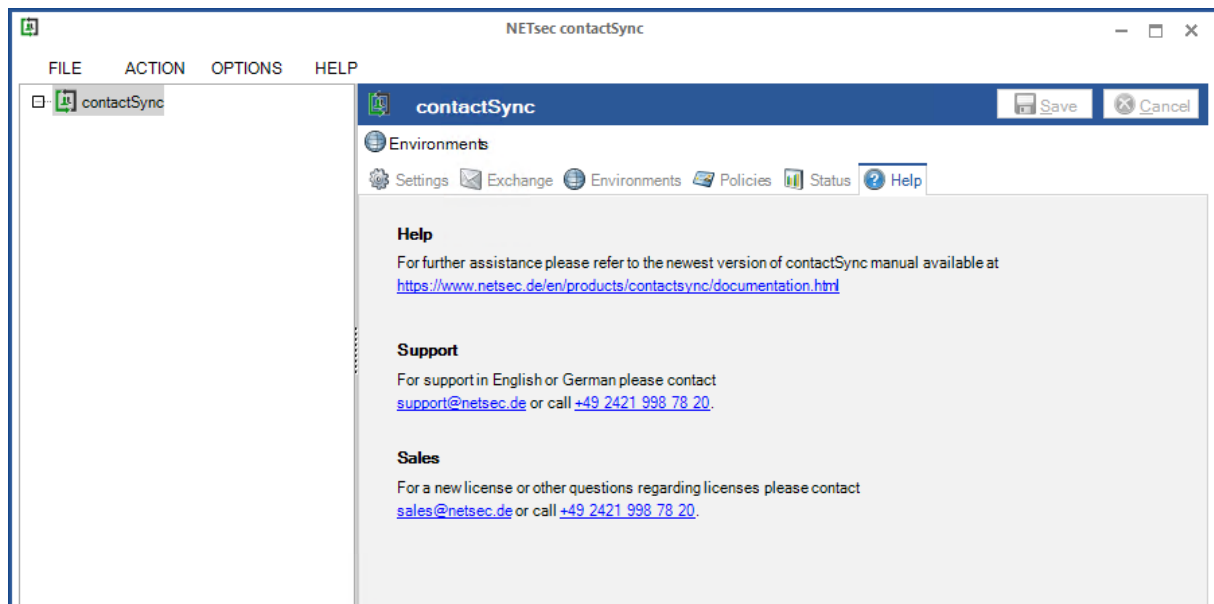 NETsec contactSync
FILE ACTION OPTIONS HELP
contactSync
contactSync Save Cancel
Environments
Settings Exchange Environments Policies Status Help
Help
For further assistance please refer to the newest version of contactSync manual available at
https://www.netsec.de/en/products/contactsync/documentation.html
Support
For support in English or German please contact
support@netsec.de or call +49 2421 998 78 20.
Sales
For a new license or other questions regarding licenses please contact
sales@netsec.de or call +49 2421 998 78 20.